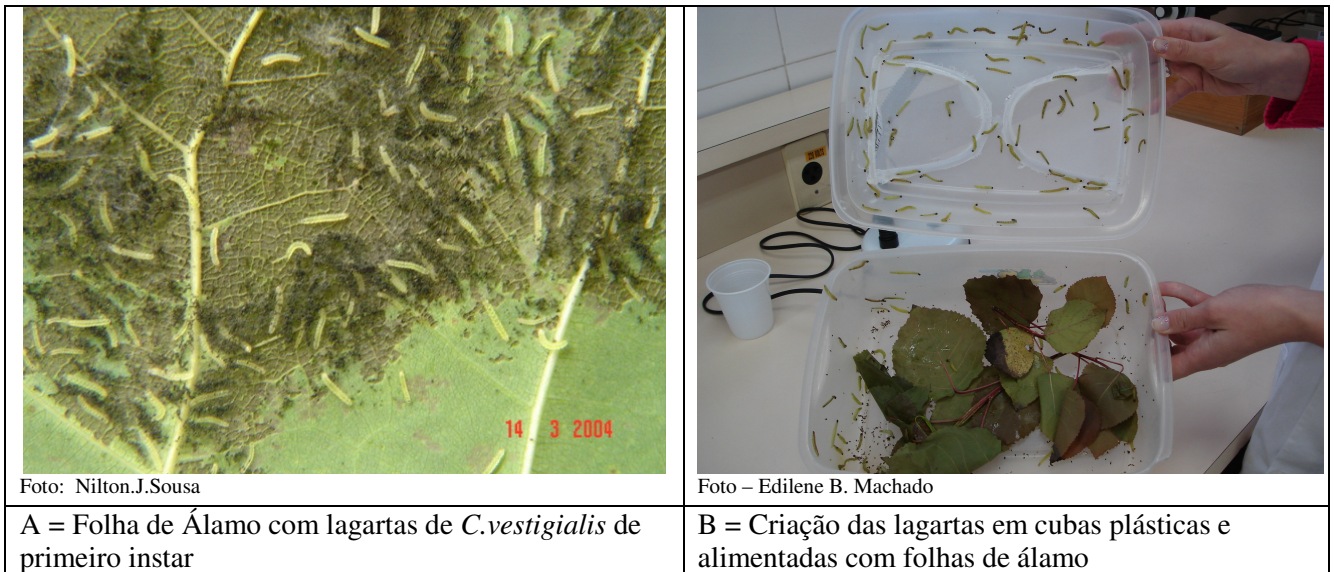 14 3 2004
Foto: Nilton.J.Sousa
Foto – Edilene B. Machado
A = Folha de Álamo com lagartas de C.vestigialis de
primeiro instar
B = Criação das lagartas em cubas plásticas e
alimentadas com folhas de álamo